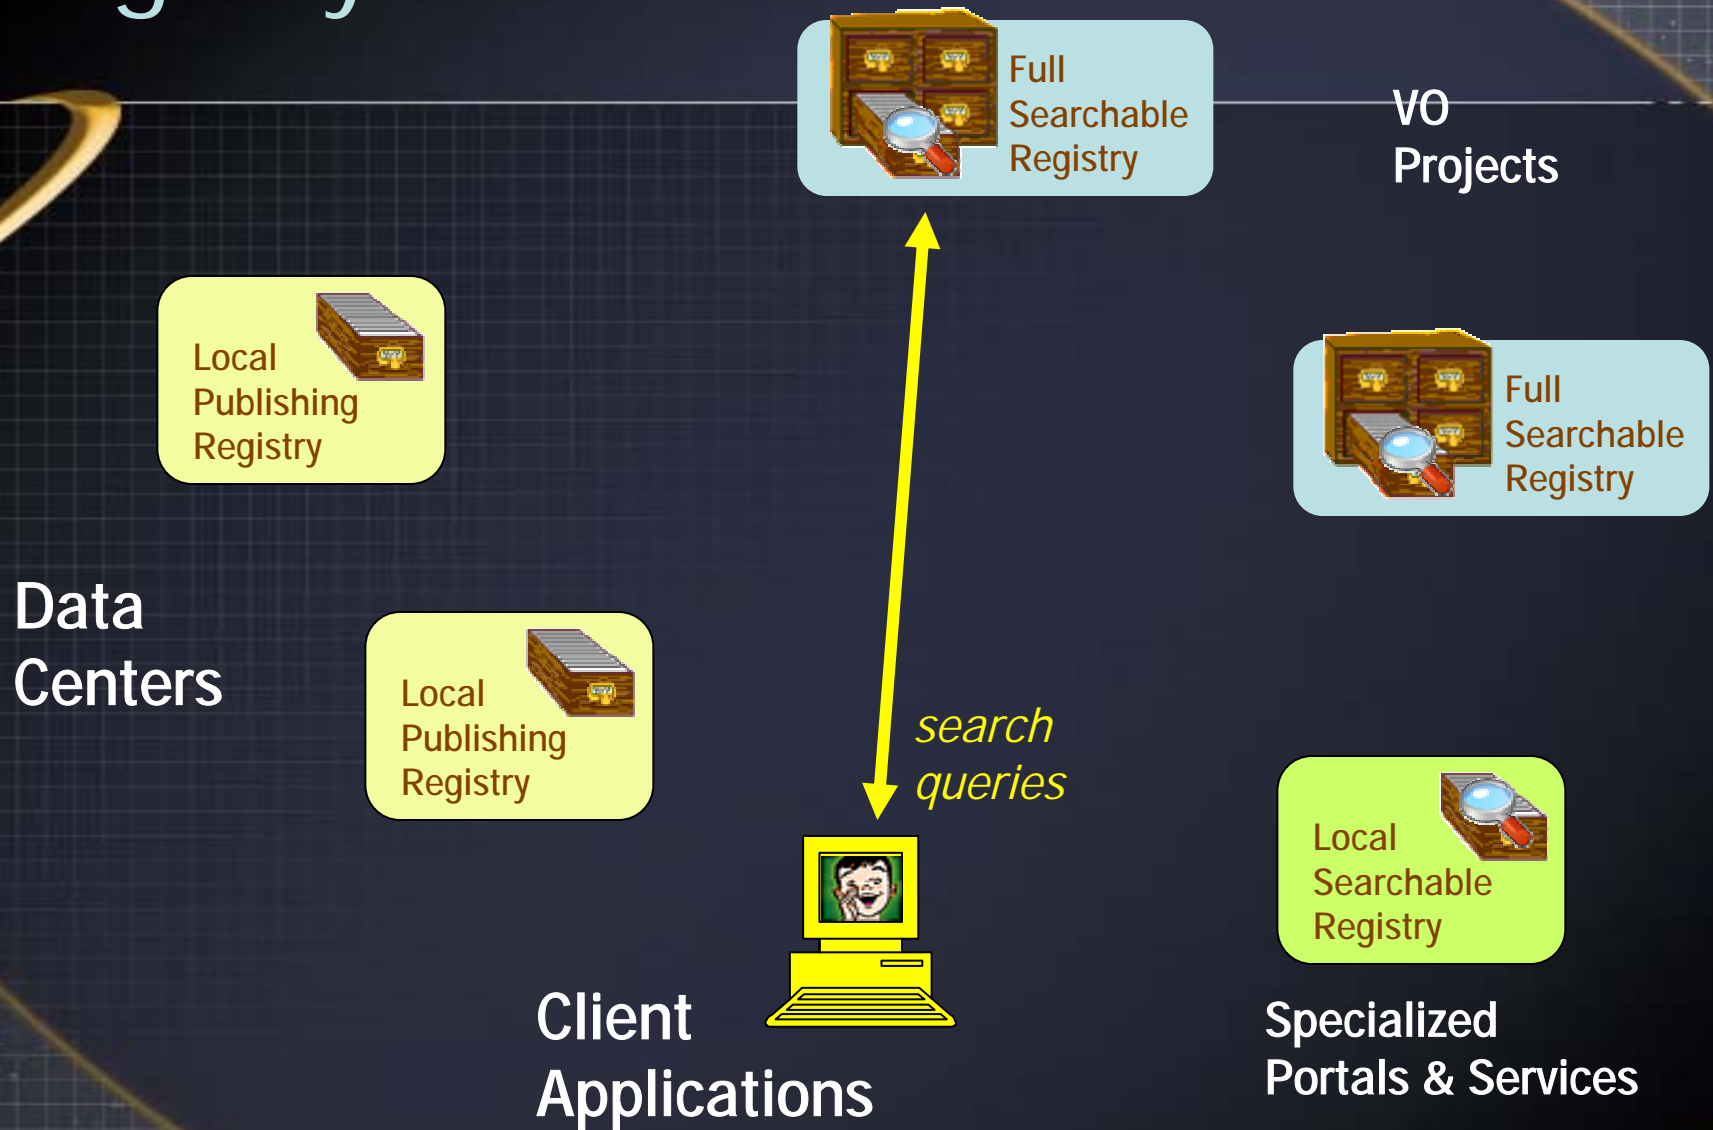 Full
Searchable
Registry
VO
Projects
Local
Publishing
Registry
Full
Searchable
Registry
Data
Centers
Local
Publishing
Registry
search
queries
Local
Searchable
Registry
Client
Applications
Specialized
Portals & Services